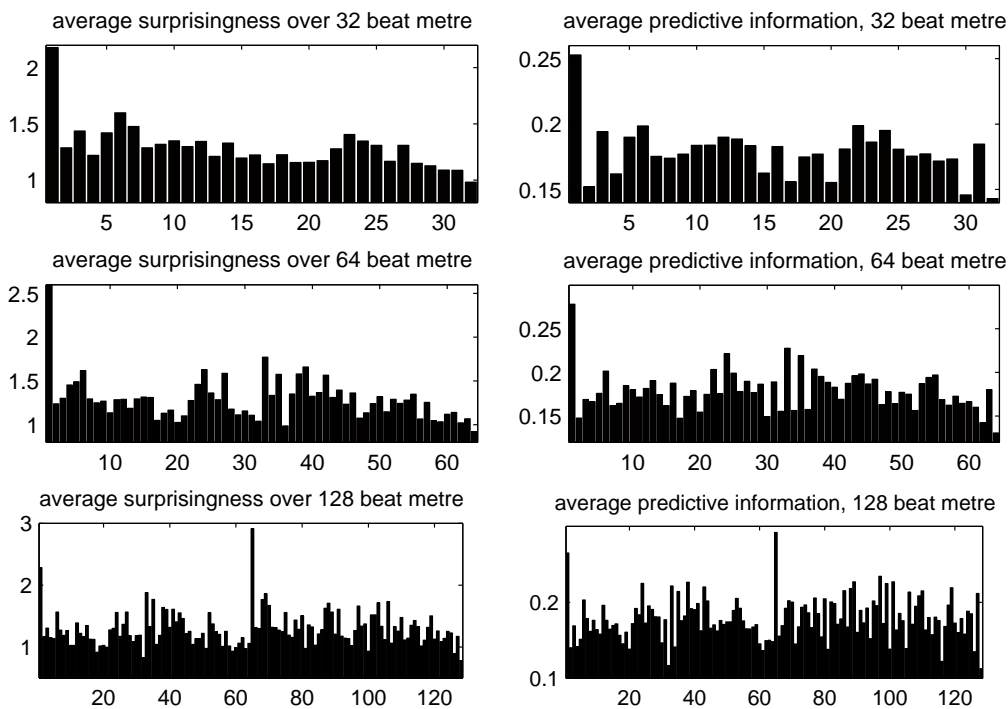 average surprisingness over 32 beat metre
2
1.5
1
5 10 15 20 25 30
average predictive information, 32 beat metre
0.25
0.2
0.15
5 10 15 20 25 30
average surprisingness over 64 beat metre
2.5
2
1.5
1
10 20 30 40 50 60
average predictive information, 64 beat metre
0.25
0.2
0.15
10 20 30 40 50 60
average surprisingness over 128 beat metre
3
2
1
20 40 60 80 100 120
average predictive information, 128 beat metre
0.2
0.1
20 40 60 80 100 120